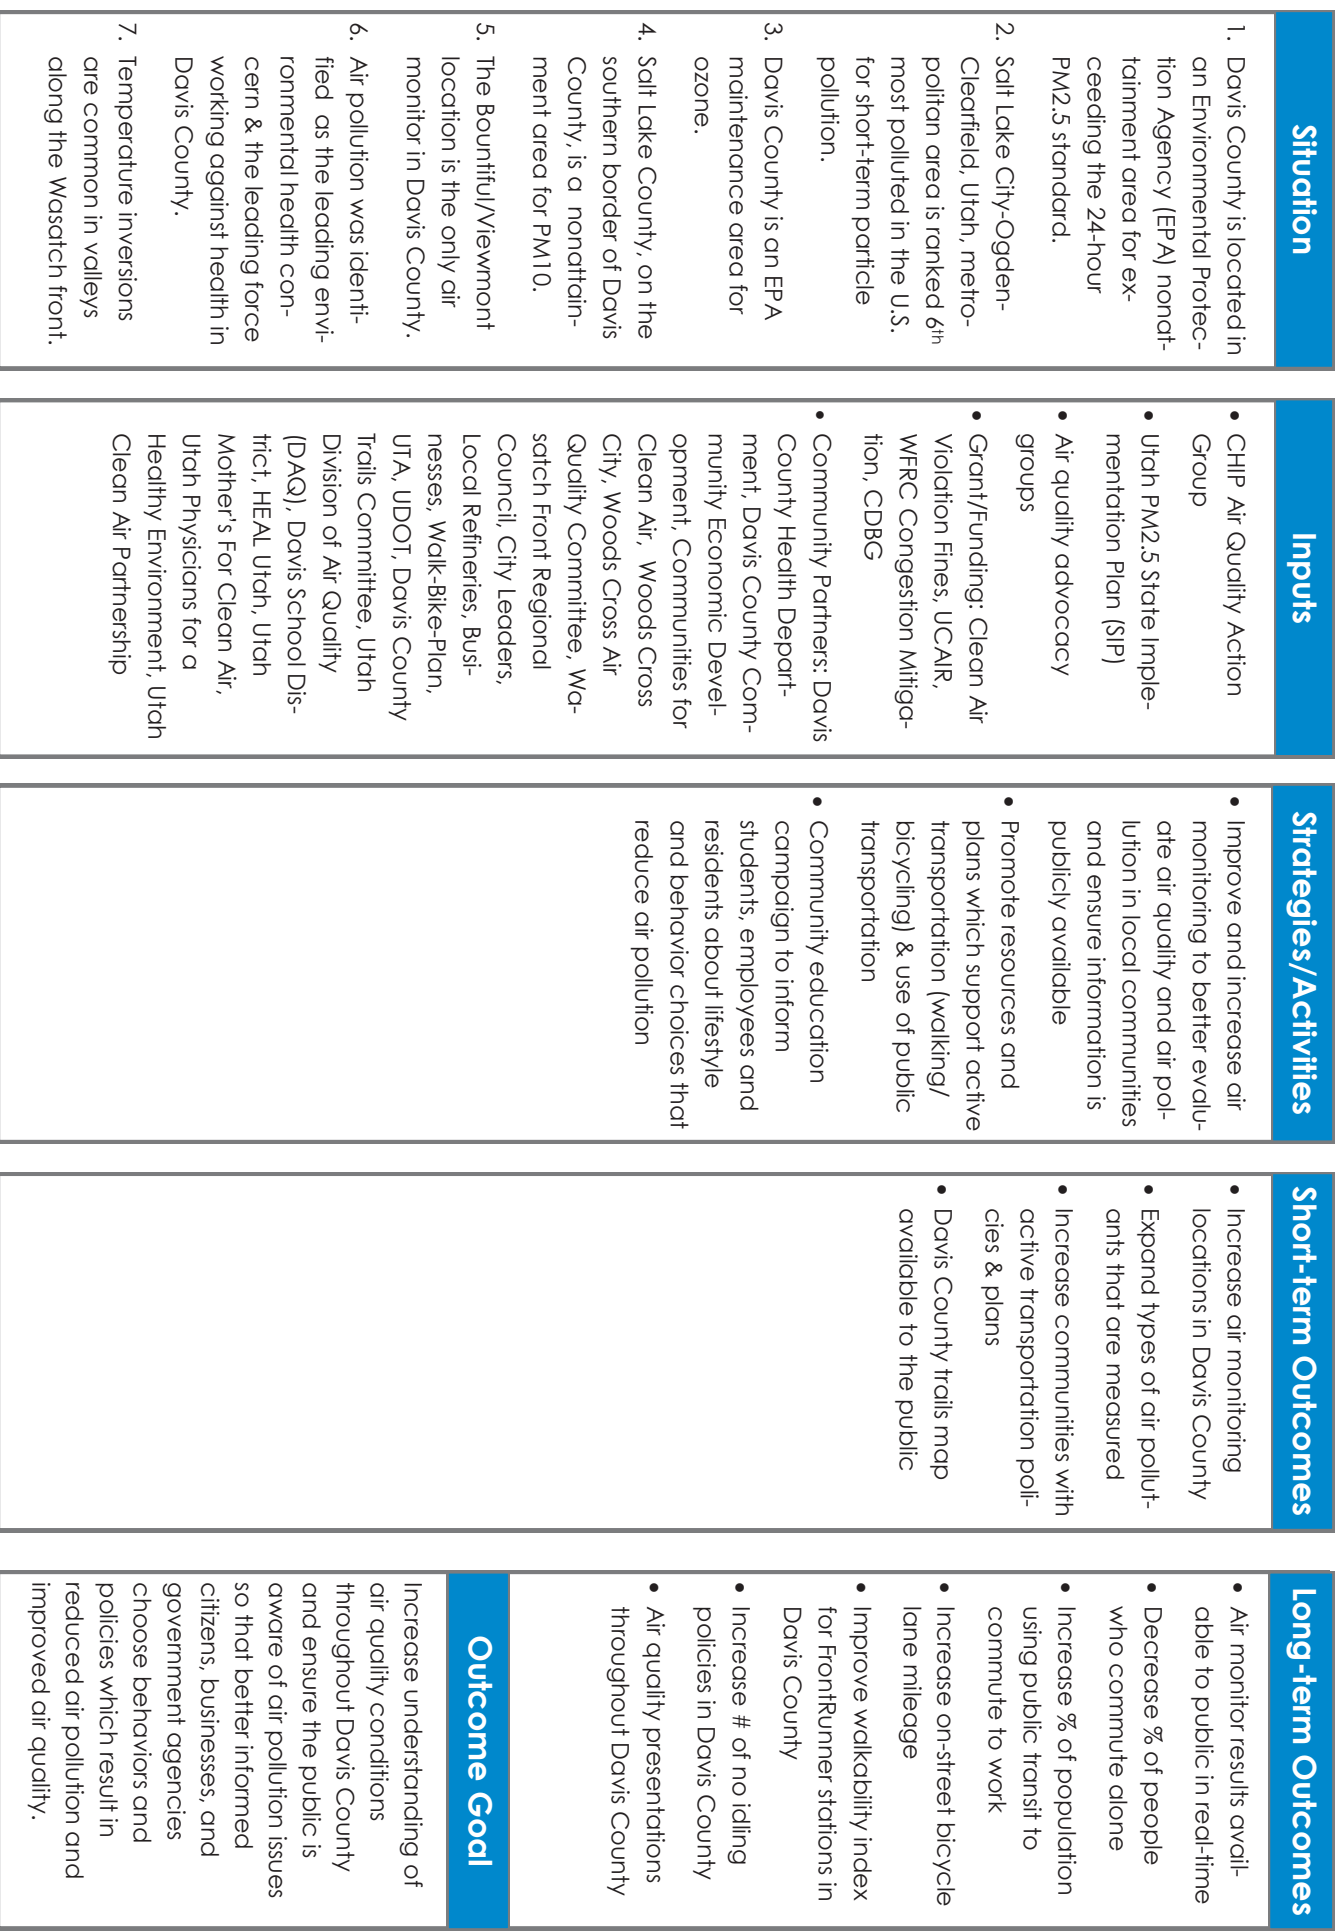 Situation
1. Davis County is located in
an Environmental Protec-
tion Agency (EPA) nonat-
tainment area for ex-
ceeding the 24-hour
PM2.5 standard.
2. Salt Lake City-Ogden-
Clearfield, Utah, metro-
politan area is ranked 6th
most polluted in the U.S.
for short-term particle
pollution.
3. Davis County is an EPA
maintenance area for
ozone.
4. Salt Lake County, on the
southern border of Davis
County, is a nonattain-
ment area for PM10.
5. The Bountiful/Viewmont
location is the only air
monitor in Davis County.
6. Air pollution was identi-
fied as the leading envi-
ronmental health con-
cern & the leading force
working against health in
Davis County.
7. Temperature inversions
are common in valleys
along the Wasatch front.
Inputs
• CHIP Air Quality Action
Group
• Utah PM2.5 State Imple-
mentation Plan (SIP)
• Air quality advocacy
groups
• Grant/Funding: Clean Air
Violation Fines, UCAIR,
WFRC Congestion Mitiga-
tion, CDBG
• Community Partners: Davis
County Health Depart-
ment, Davis County Com-
munity Economic Devel-
opment, Communities for
Clean Air, Woods Cross
City, Woods Cross Air
Quality Committee, Wa-
satch Front Regional
Council, City Leaders,
Local Refineries, Busi-
nesses, Walk-Bike-Plan,
UTA, UDOT, Davis County
Trails Committee, Utah
Division of Air Quality
(DAQ), Davis School Dis-
trict, HEAL Utah, Utah
Mother's For Clean Air,
Utah Physicians for a
Healthy Environment, Utah
Clean Air Partnership
Strategies/Activities
• Improve and increase air
monitoring to better evalu-
ate air quality and air pol-
lution in local communities
and ensure information is
publicly available
• Promote resources and
plans which support active
transportation (walking/
bicycling) & use of public
transportation
• Community education
campaign to inform
students, employees and
residents about lifestyle
and behavior choices that
reduce air pollution
Short-term Outcomes
• Increase air monitoring
locations in Davis County
• Expand types of air pollut-
ants that are measured
• Increase communities with
active transportation poli-
cies & plans
• Davis County trails map
available to the public
Long-term Outcomes
• Air monitor results avail-
able to public in real-time
• Decrease % of people
who commute alone
• Increase % of population
using public transit to
commute to work
• Increase on-street bicycle
lane mileage
• Improve walkability index
for FrontRunner stations in
Davis County
• Increase # of no idling
policies in Davis County
• Air quality presentations
throughout Davis County
Outcome Goal
Increase understanding of
air quality conditions
throughout Davis County
and ensure the public is
aware of air pollution issues
so that better informed
citizens, businesses, and
government agencies
choose behaviors and
policies which result in
reduced air pollution and
improved air quality.